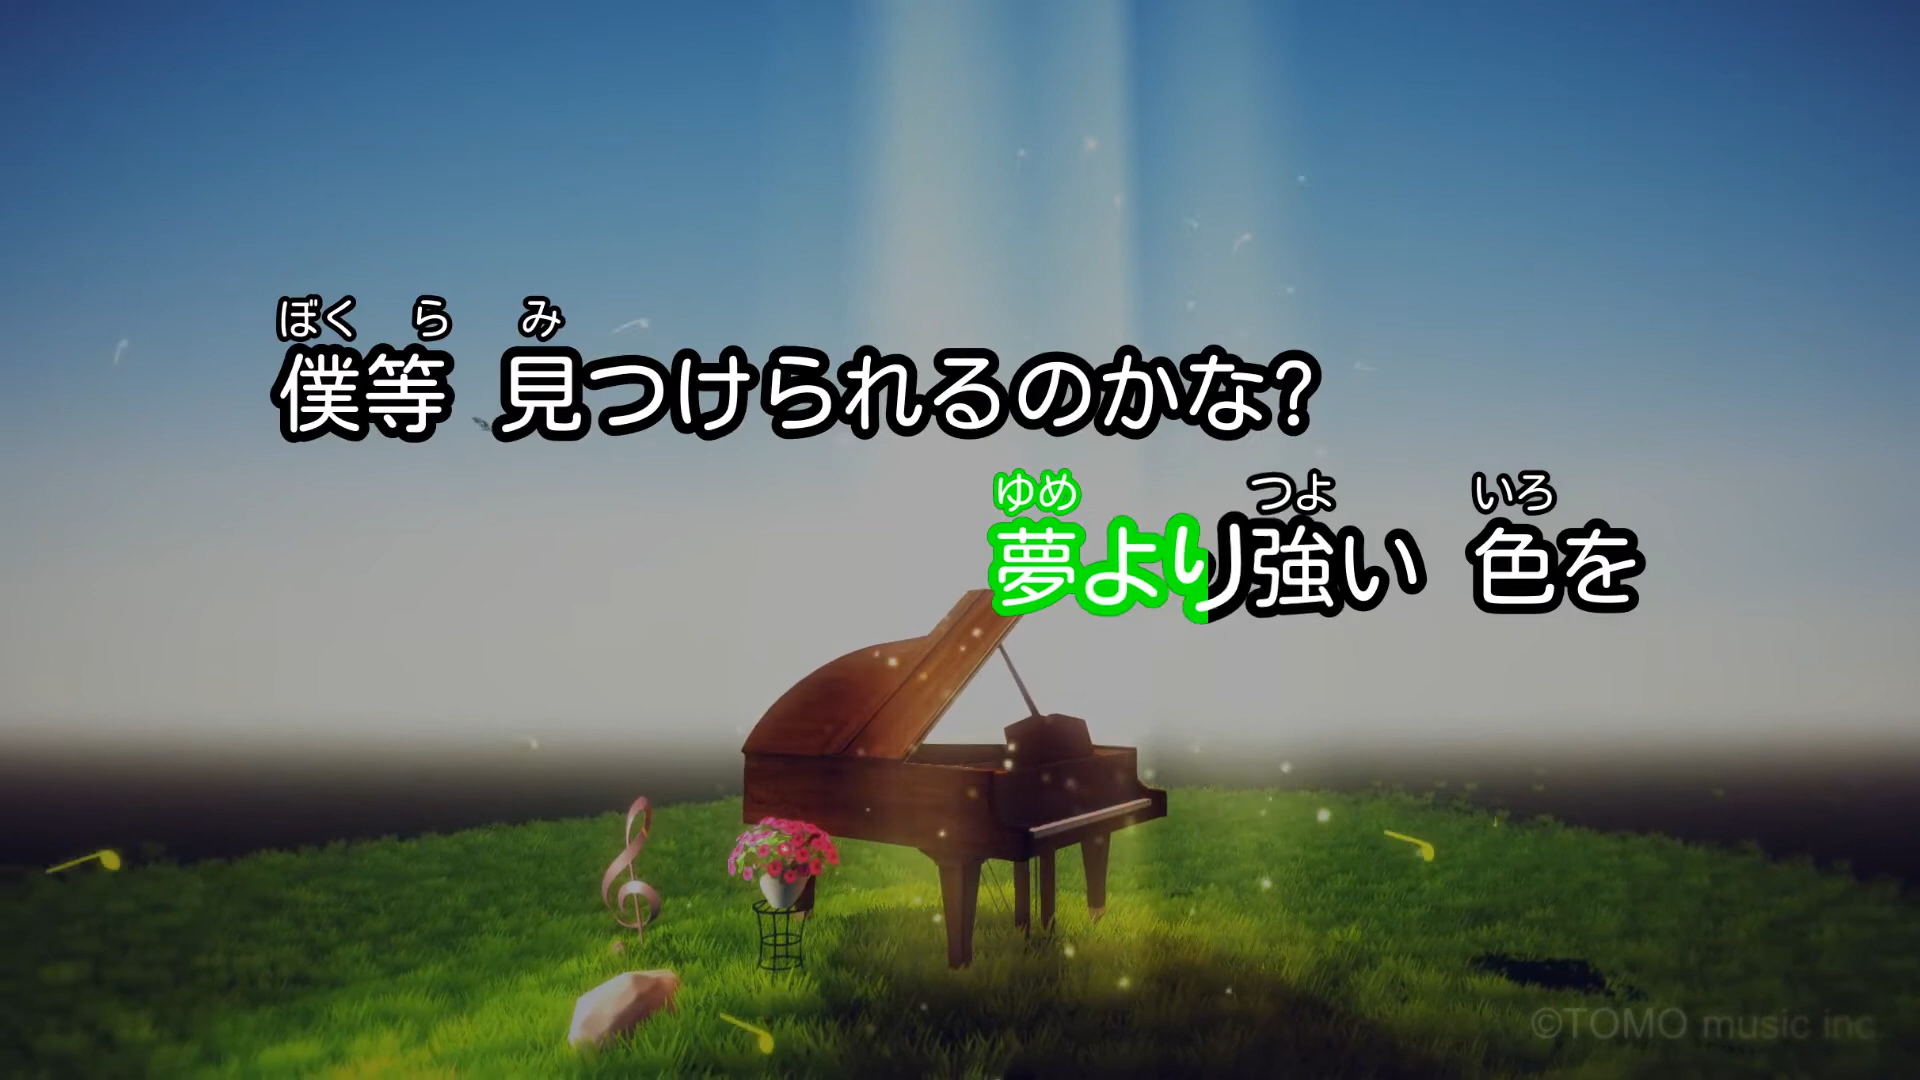 ぼく ら み
僕等 見つけられるのかな?
ゆめ つよ いろ
夢より強い 色を
©TOMO music inc